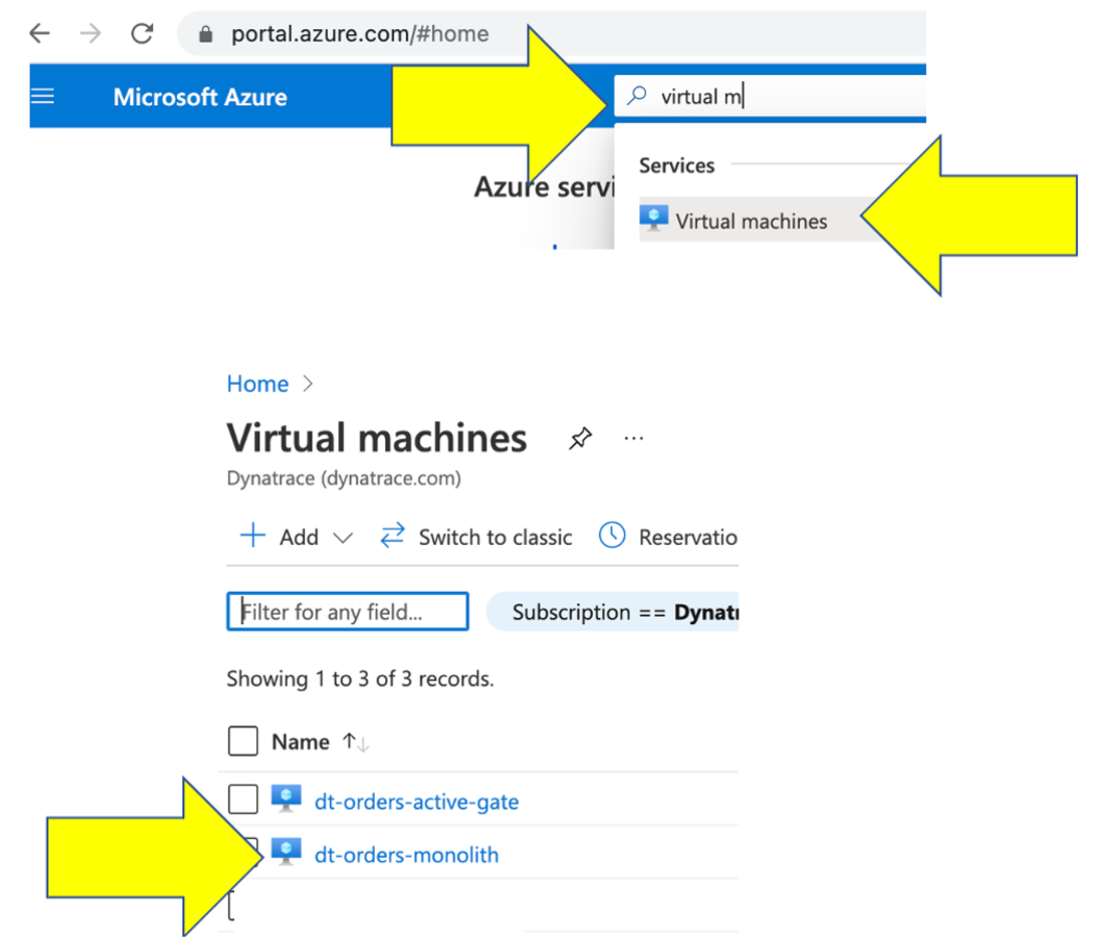 portal.azure.com/#home
Microsoft Azure
virtual m
Azure servi
Services
Virtual machines
Home >
Virtual machines ...
Dynatrace (dynatrace.com)
+ Add Switch to classic Reservatio
Filter for any field... Subscription == Dynatr
Showing 1 to 3 of 3 records.
Name ↑↓
dt-orders-active-gate
dt-orders-monolith